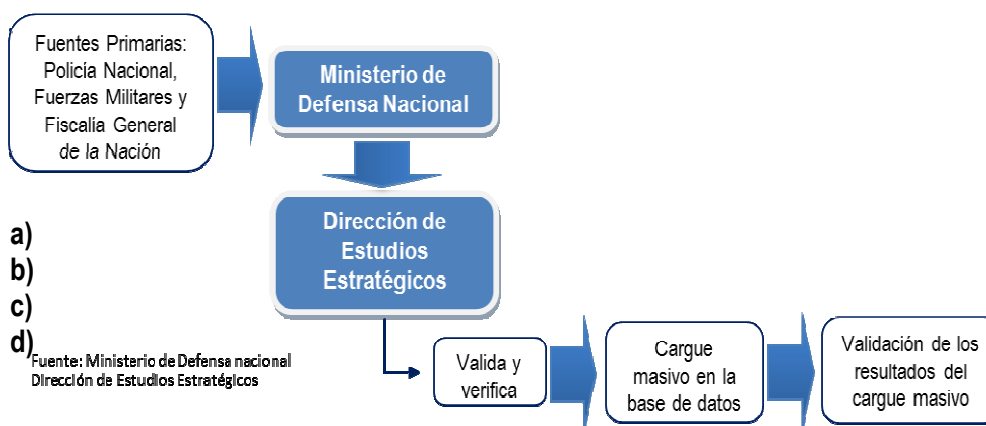 Fuentes Primarias:
Policía Nacional,
Fuerzas Militares y
Fiscalia General
de la Nación
Ministerio de
Defensa Nacional
Dirección de
Estudios
Estratégicos
a)
b)
c)
d)
Fuente: Ministerio de Defensa nacional
Dirección de Estudios Estratégicos
Valida y
verifica
Cargue
masivo en la
base de datos
Validación de los
resultados del
cargue masivo